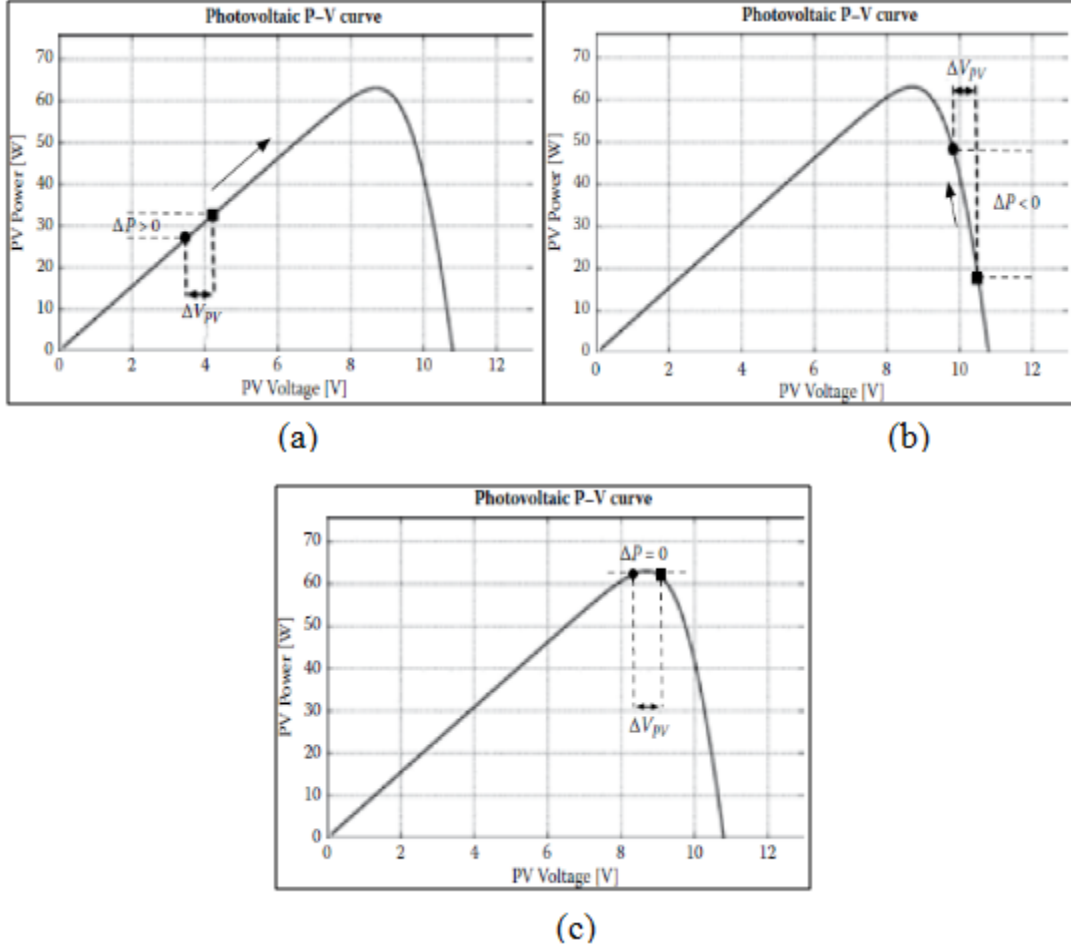 Photovoltaic P–V curve
PV Power [W]
70
60
50
40
30
20
10
0
ΔP > 0
ΔV_PV
0 2 4 6 8 10 12
PV Voltage [V]
(a)
Photovoltaic P–V curve
PV Power [W]
70
60
50
40
30
20
10
0
ΔV_PV
ΔP < 0
0 2 4 6 8 10 12
PV Voltage [V]
(b)
Photovoltaic P–V curve
PV Power [W]
70
60
50
40
30
20
10
0
ΔP = 0
ΔV_PV
0 2 4 6 8 10 12
PV Voltage [V]
(c)